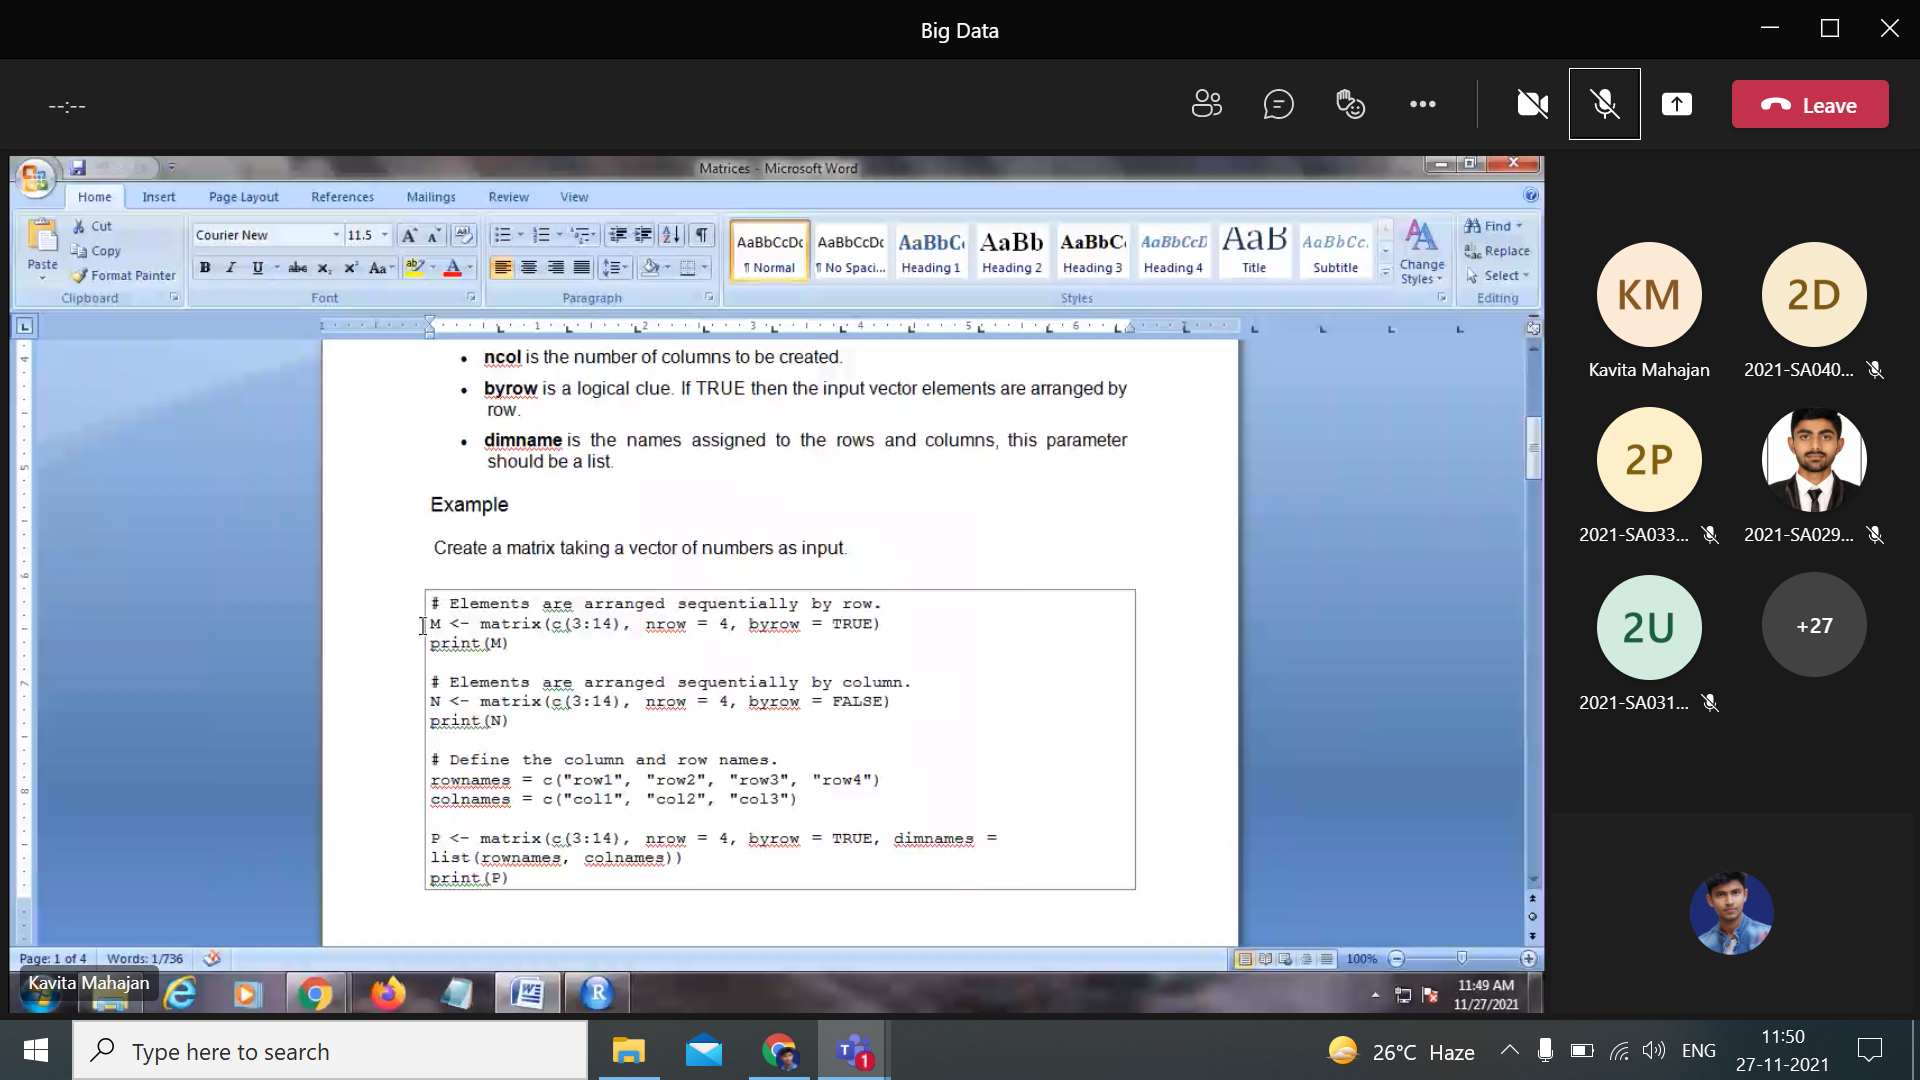 Big Data
--:--
Leave
Matrices - Microsoft Word
Home Insert Page Layout References Mailings Review View
Paste
Cut
Copy
Format Painter
Clipboard
Courier New 11.5
B I U abc X₂ X² Aa
Font
Paragraph
AaBbCcDc AaBbCcDc AaBbC AaBb AaBbC AaBbCcD AaB AaBbCc.
¶ Normal ¶ No Spaci... Heading 1 Heading 2 Heading 3 Heading 4 Title Subtitle
Styles
Change
Styles
Find
Replace
Select
Editing
ncol is the number of columns to be created.
byrow is a logical clue. If TRUE then the input vector elements are arranged by
row.
dimname is the names assigned to the rows and columns, this parameter
should be a list.
Example
Create a matrix taking a vector of numbers as input.
# Elements are arranged sequentially by row.
M <- matrix(c(3:14), nrow = 4, byrow = TRUE)
print(M)
# Elements are arranged sequentially by column.
N <- matrix(c(3:14), nrow = 4, byrow = FALSE)
print(N)
# Define the column and row names.
rownames = c("row1", "row2", "row3", "row4")
colnames = c("col1", "col2", "col3")
P <- matrix(c(3:14), nrow = 4, byrow = TRUE, dimnames =
list(rownames, colnames))
print(P)
Page: 1 of 4 Words: 1/736
100%
Kavita Mahajan
11:49 AM
11/27/2021
KM
Kavita Mahajan
2D
2021-SA040...
2P
2021-SA033...
2021-SA029...
2U
2021-SA031...
+27
Type here to search
1
26°C Haze
ENG
11:50
27-11-2021